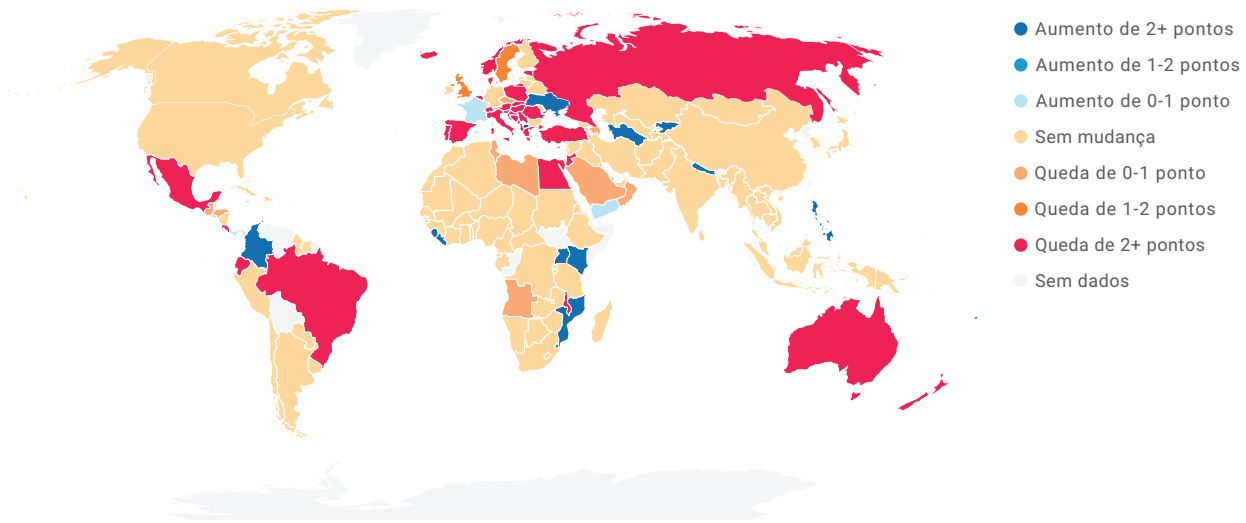 Aumento de 2+ pontos
Aumento de 1-2 pontos
Aumento de 0-1 ponto
Sem mudança
Queda de 0-1 ponto
Queda de 1-2 pontos
Queda de 2+ pontos
Sem dados